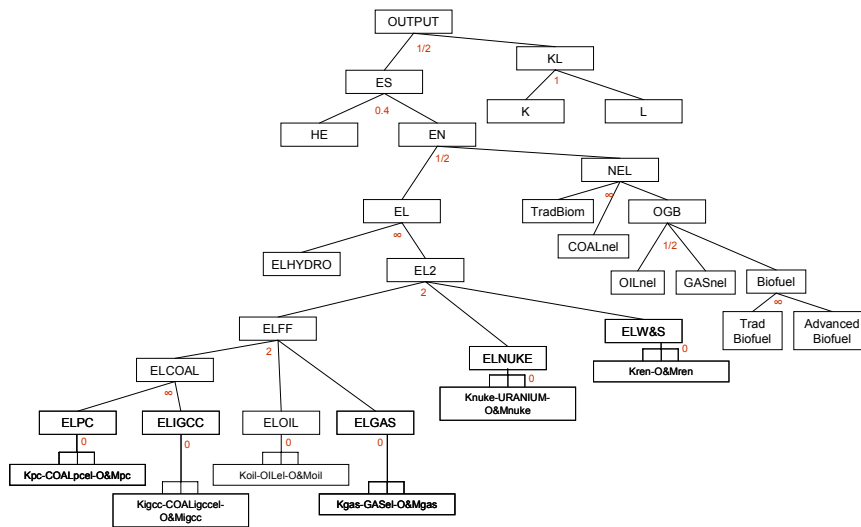 OUTPUT
1/2
KL
ES
1
0.4
K
L
HE
EN
1/2
NEL
EL
TradBiom
∞
OGB
∞
COALnel
1/2
ELHYDRO
EL2
OILnel
GASnel
Biofuel
2
∞
ELFF
ELW&S
Trad
Biofuel
Advanced
Biofuel
2
ELNUKE
0
ELCOAL
Kren-O&Mren
0
∞
Knuke-URANIUM-
O&Mnuke
ELPC
ELIGCC
ELOIL
ELGAS
0
0
0
0
Kpc-COALpcel-O&Mpc
Koil-OILel-O&Moil
Kigcc-COALigccel-
O&Migcc
Kgas-GASel-O&Mgas